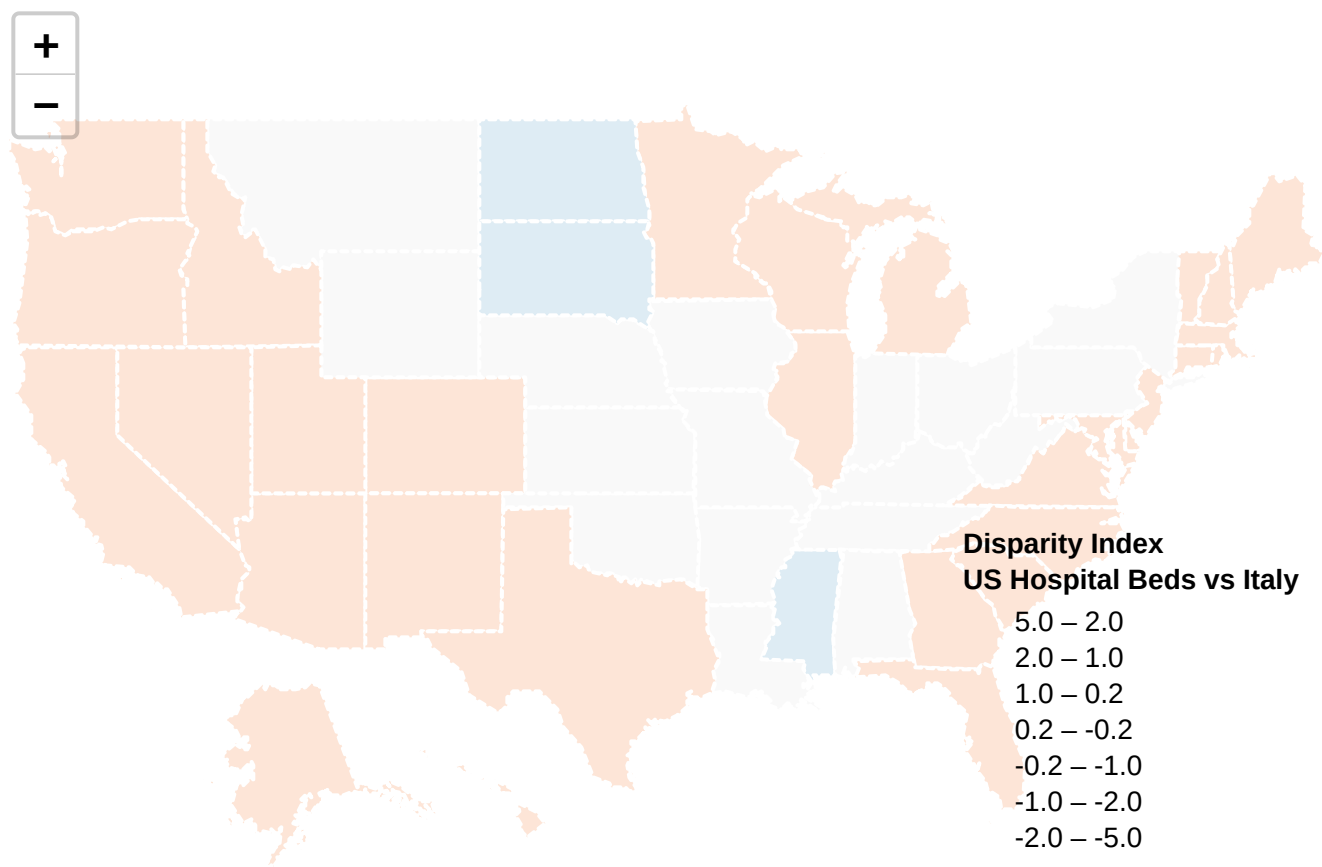 +
−
Disparity Index
US Hospital Beds vs Italy
5.0 – 2.0
2.0 – 1.0
1.0 – 0.2
0.2 – -0.2
-0.2 – -1.0
-1.0 – -2.0
-2.0 – -5.0